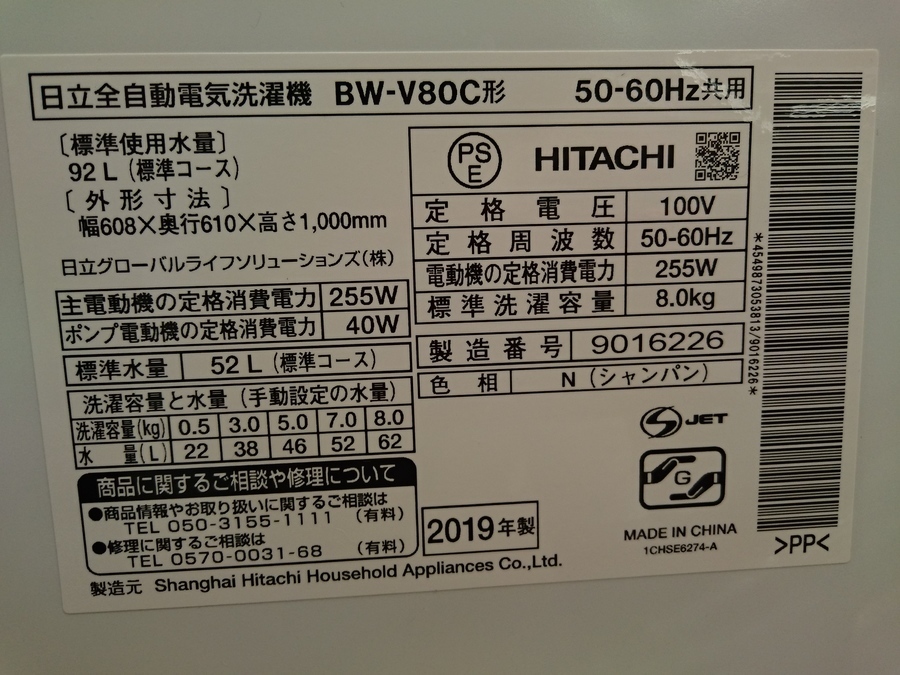 日立全自動電気洗濯機 BW-V80C形 50-60Hz共用
〔標準使用水量〕
92 L (標準コース)
〔外形寸法〕
幅608×奥行610×高さ1,000mm
日立グローバルライフソリューションズ(株)
主電動機の定格消費電力 255W
ポンプ電動機の定格消費電力 40W
標準水量 52 L (標準コース)
洗濯容量と水量 (手動設定の水量)
洗濯容量(kg) 0.5 3.0 5.0 7.0 8.0
水量(L) 22 38 46 52 62
商品に関するご相談や修理について
●商品情報やお取り扱いに関するご相談は
TEL 050-3155-1111 (有料)
●修理に関するご相談は
TEL 0570-0031-68 (有料)
製造元 Shanghai Hitachi Household Appliances Co.,Ltd.
PS
E
HITACHI
定格電圧 100V
定格周波数 50-60Hz
電動機の定格消費電力 255W
標準洗濯容量 8.0kg
製造番号 9016226
色相 N (シャンパン)
S JET
G
2019年製
MADE IN CHINA
1CHSE6274-A
*4549873053813/9016226*
>PP<